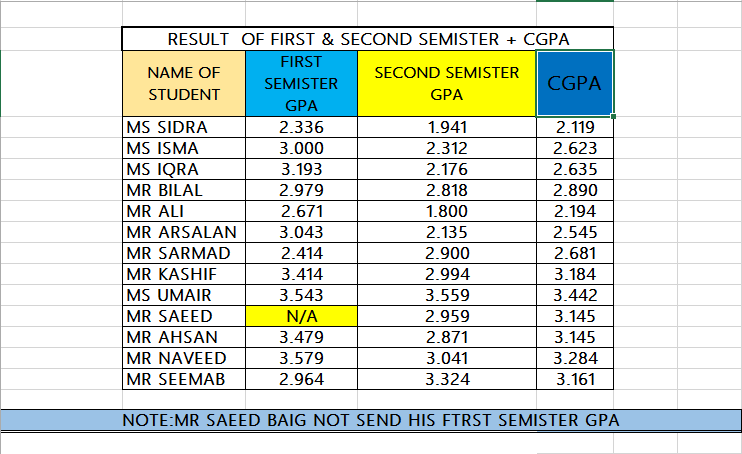 RESULT OF FIRST & SECOND SEMISTER + CGPA
NAME OF STUDENT FIRST SEMISTER GPA SECOND SEMISTER GPA CGPA
MS SIDRA 2.336 1.941 2.119
MS ISMA 3.000 2.312 2.623
MS IQRA 3.193 2.176 2.635
MR BILAL 2.979 2.818 2.890
MR ALI 2.671 1.800 2.194
MR ARSALAN 3.043 2.135 2.545
MR SARMAD 2.414 2.900 2.681
MR KASHIF 3.414 2.994 3.184
MS UMAIR 3.543 3.559 3.442
MR SAEED N/A 2.959 3.145
MR AHSAN 3.479 2.871 3.145
MR NAVEED 3.579 3.041 3.284
MR SEEMAB 2.964 3.324 3.161
NOTE:MR SAEED BAIG NOT SEND HIS FTRST SEMISTER GPA